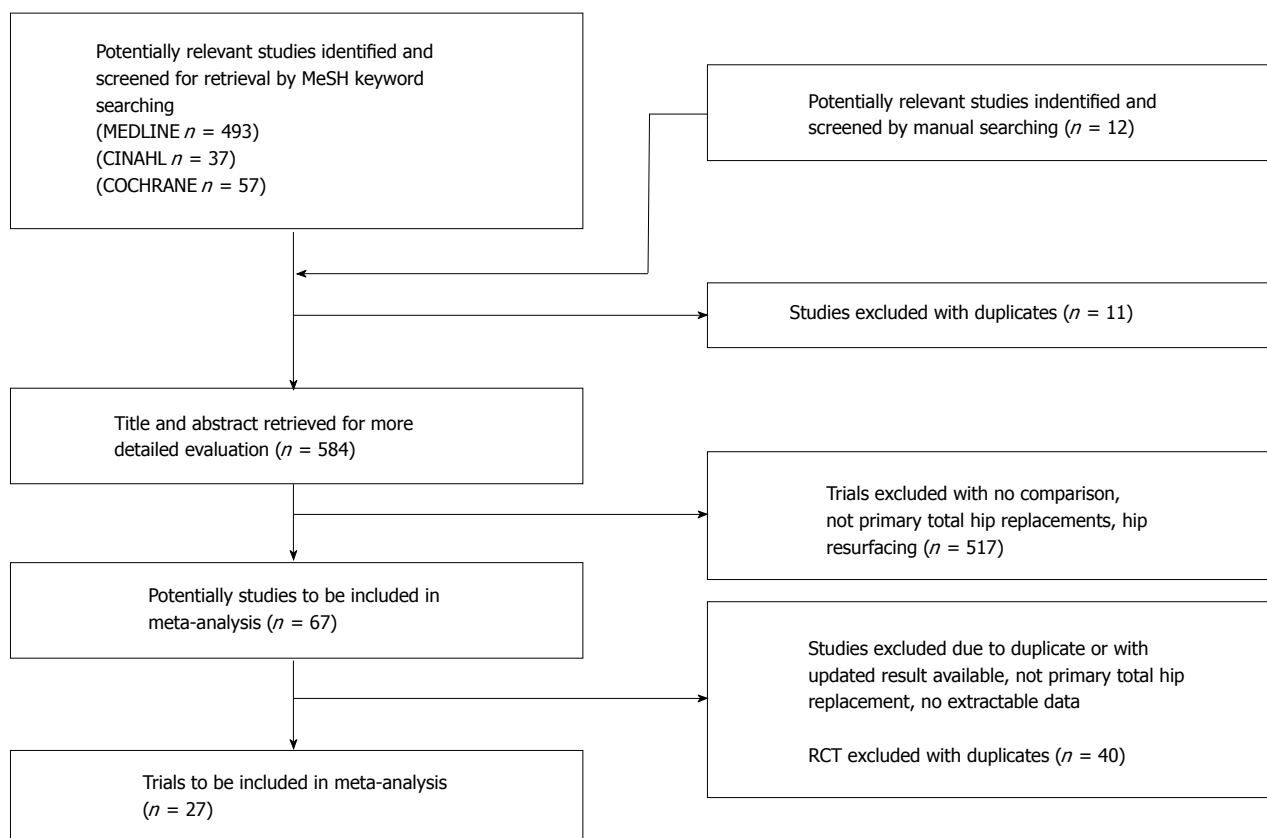 Potentially relevant studies identified and
screened for retrieval by MeSH keyword
searching
(MEDLINE n = 493)
(CINAHL n = 37)
(COCHRANE n = 57)
Potentially relevant studies indentified and
screened by manual searching (n = 12)
Studies excluded with duplicates (n = 11)
Title and abstract retrieved for more
detailed evaluation (n = 584)
Trials excluded with no comparison,
not primary total hip replacements, hip
resurfacing (n = 517)
Potentially studies to be included in
meta-analysis (n = 67)
Studies excluded due to duplicate or with
updated result available, not primary total hip
replacement, no extractable data
RCT excluded with duplicates (n = 40)
Trials to be included in meta-analysis
(n = 27)